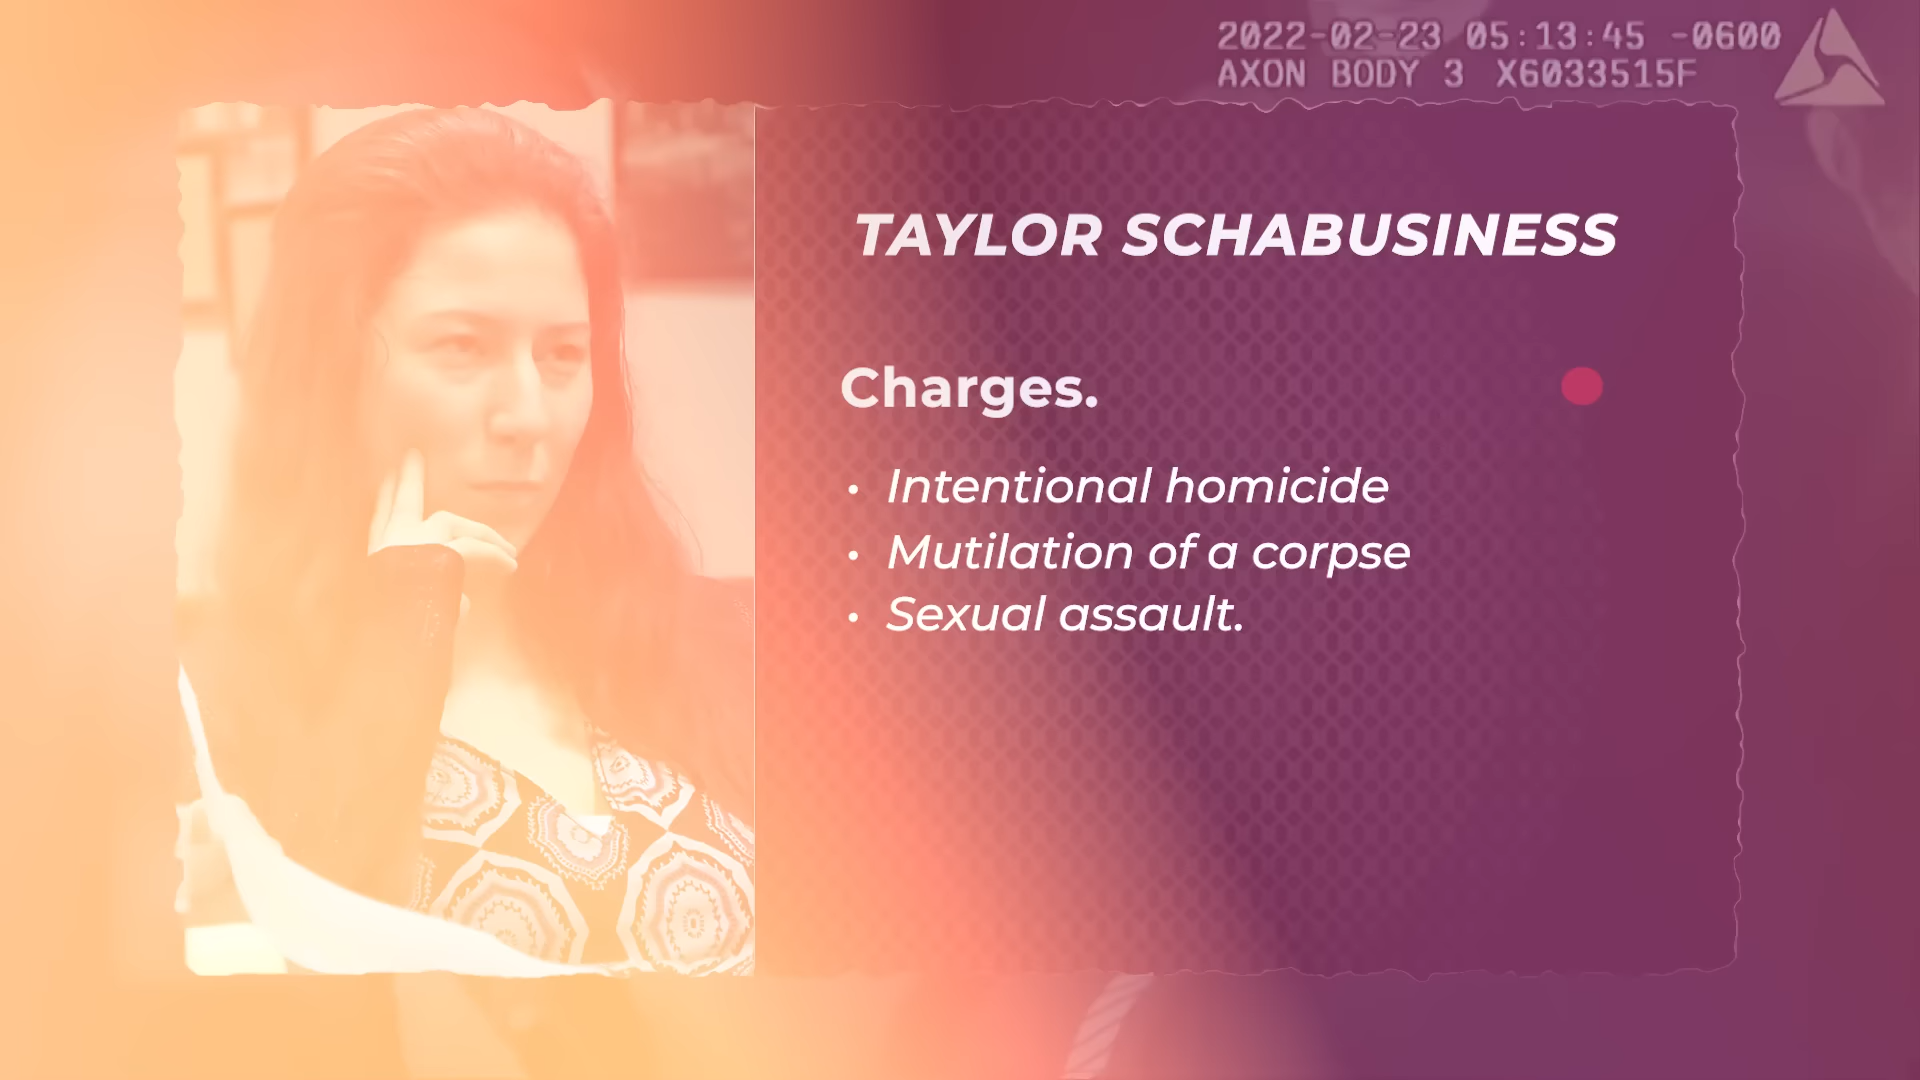 2022-02-23 05:13:45 -0600
AXON BODY 3 X6033515F
TAYLOR SCHABUSINESS
Charges.
• Intentional homicide
• Mutilation of a corpse
• Sexual assault.